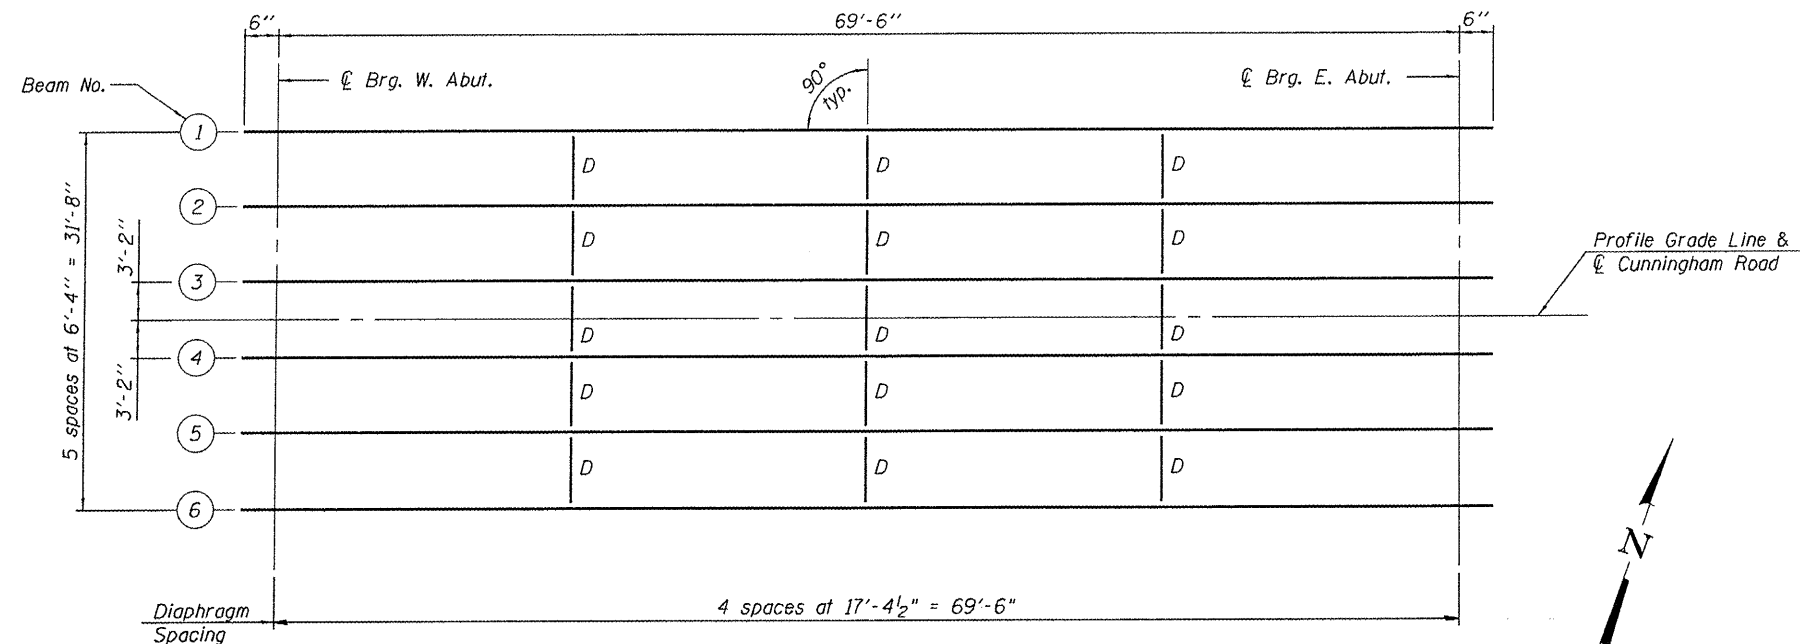 6" 69'-6" 6"
Beam No.
℄ Brg. W. Abut.
90°
typ.
℄ Brg. E. Abut.
1
D D D
2
D D D
3
D D D
4
D D D
5
D D D
6
5 spaces at 6'-4" = 31'-8"
3'-2"
3'-2"
Profile Grade Line &
℄ Cunningham Road
N
Diaphragm
Spacing
4 spaces at 17'-4½" = 69'-6"